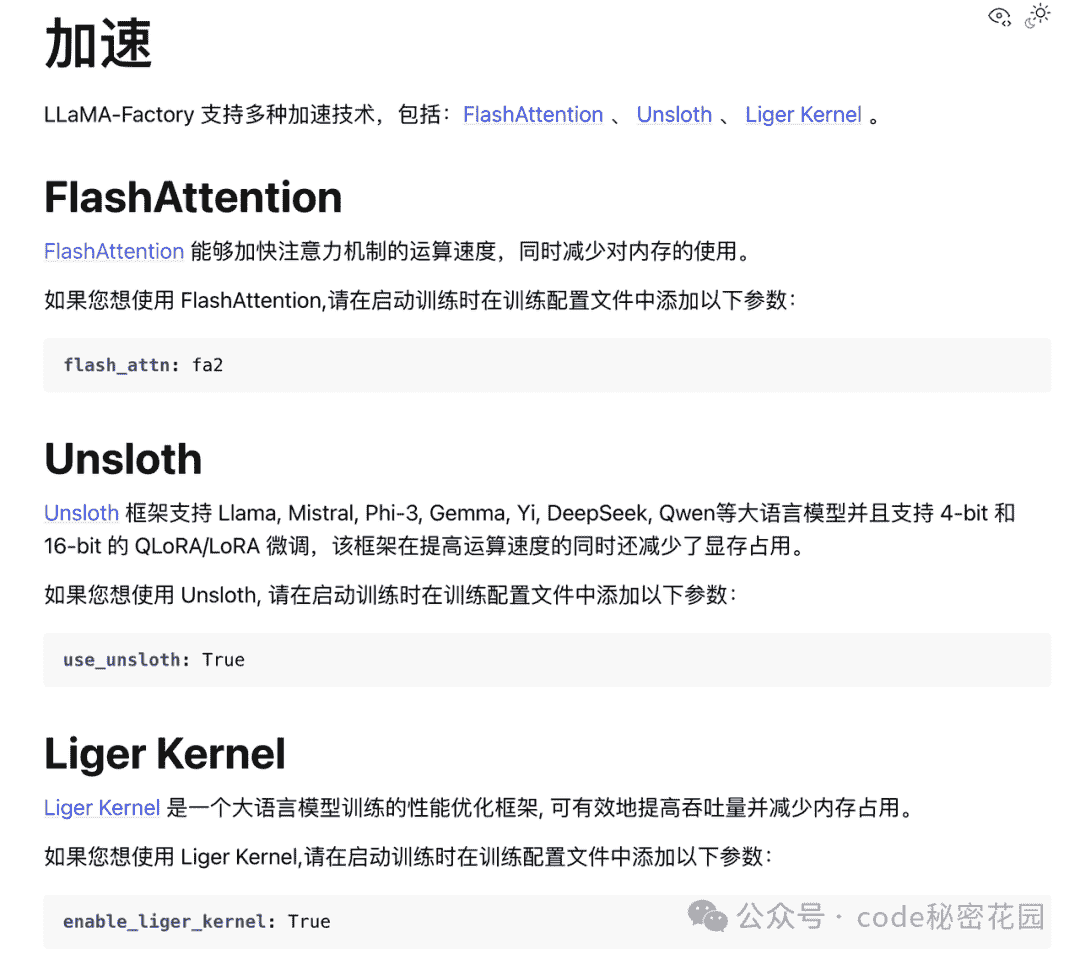 加速
LLaMA-Factory 支持多种加速技术，包括：FlashAttention 、 Unsloth 、 Liger Kernel 。
FlashAttention
FlashAttention 能够加快注意力机制的运算速度，同时减少对内存的使用。
如果您想使用 FlashAttention,请在启动训练时在训练配置文件中添加以下参数：
flash_attn: fa2
Unsloth
Unsloth 框架支持 Llama, Mistral, Phi-3, Gemma, Yi, DeepSeek, Qwen等大语言模型并且支持 4-bit 和
16-bit 的 QLoRA/LoRA 微调，该框架在提高运算速度的同时还减少了显存占用。
如果您想使用 Unsloth, 请在启动训练时在训练配置文件中添加以下参数：
use_unsloth: True
Liger Kernel
Liger Kernel 是一个大语言模型训练的性能优化框架, 可有效地提高吞吐量并减少内存占用。
如果您想使用 Liger Kernel,请在启动训练时在训练配置文件中添加以下参数：
enable_liger_kernel: True
公众号 · code秘密花园